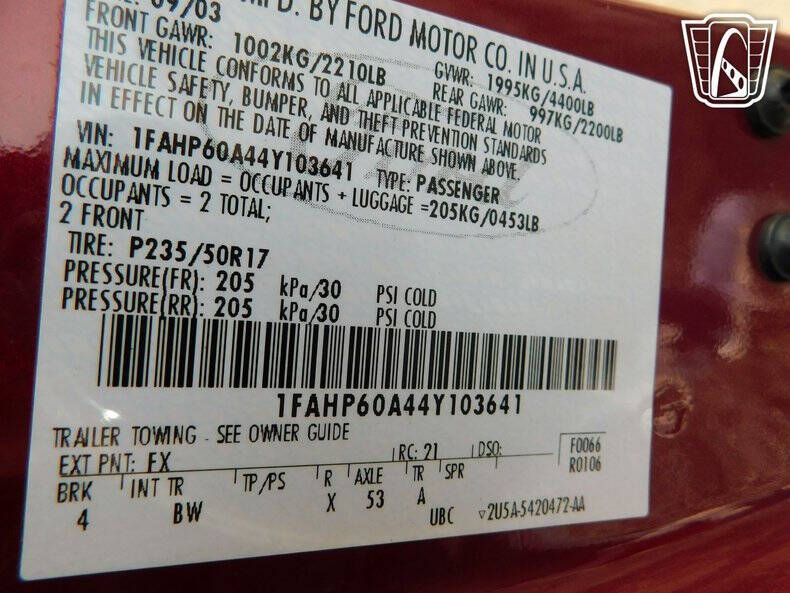 09/03 MFD. BY FORD MOTOR CO. IN U.S.A.
FRONT GAWR: 1002KG/2210LB GVWR: 1995KG/4400LB
REAR GAWR: 997KG/2200LB
THIS VEHICLE CONFORMS TO ALL APPLICABLE FEDERAL MOTOR
VEHICLE SAFETY, BUMPER, AND THEFT PREVENTION STANDARDS
IN EFFECT ON THE DATE OF MANUFACTURE SHOWN ABOVE.
VIN: 1FAHP60A44Y103641 TYPE: PASSENGER
MAXIMUM LOAD = OCCUPANTS + LUGGAGE =205KG/0453LB
OCCUPANTS = 2 TOTAL;
2 FRONT
TIRE: P235/50R17
PRESSURE(FR): 205 kPa/30 PSI COLD
PRESSURE(RR): 205 kPa/30 PSI COLD
1FAHP60A44Y103641
TRAILER TOWING - SEE OWNER GUIDE
EXT PNT: FX RC: 21 DSO: F0066
R0106
BRK INT TR TP/PS R AXLE TR SPR
4 BW X 53 A
UBC ▽2U5A-5420472-AA